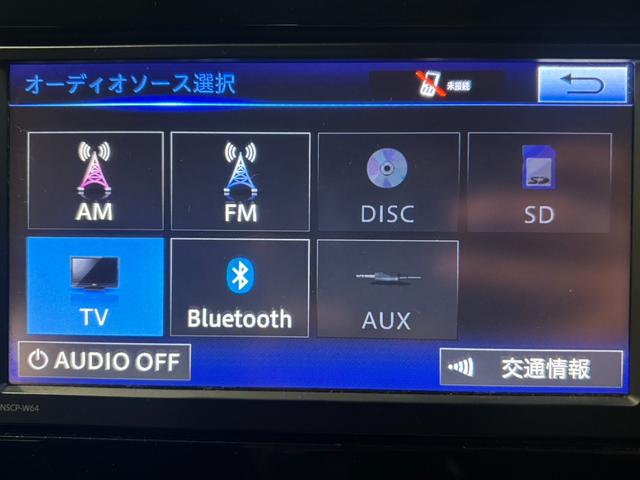 オーディオソース選択
未接続
AM
FM
DISC
SD
TV
Bluetooth
AUX
AUDIO OFF
交通情報
NSCP-W64